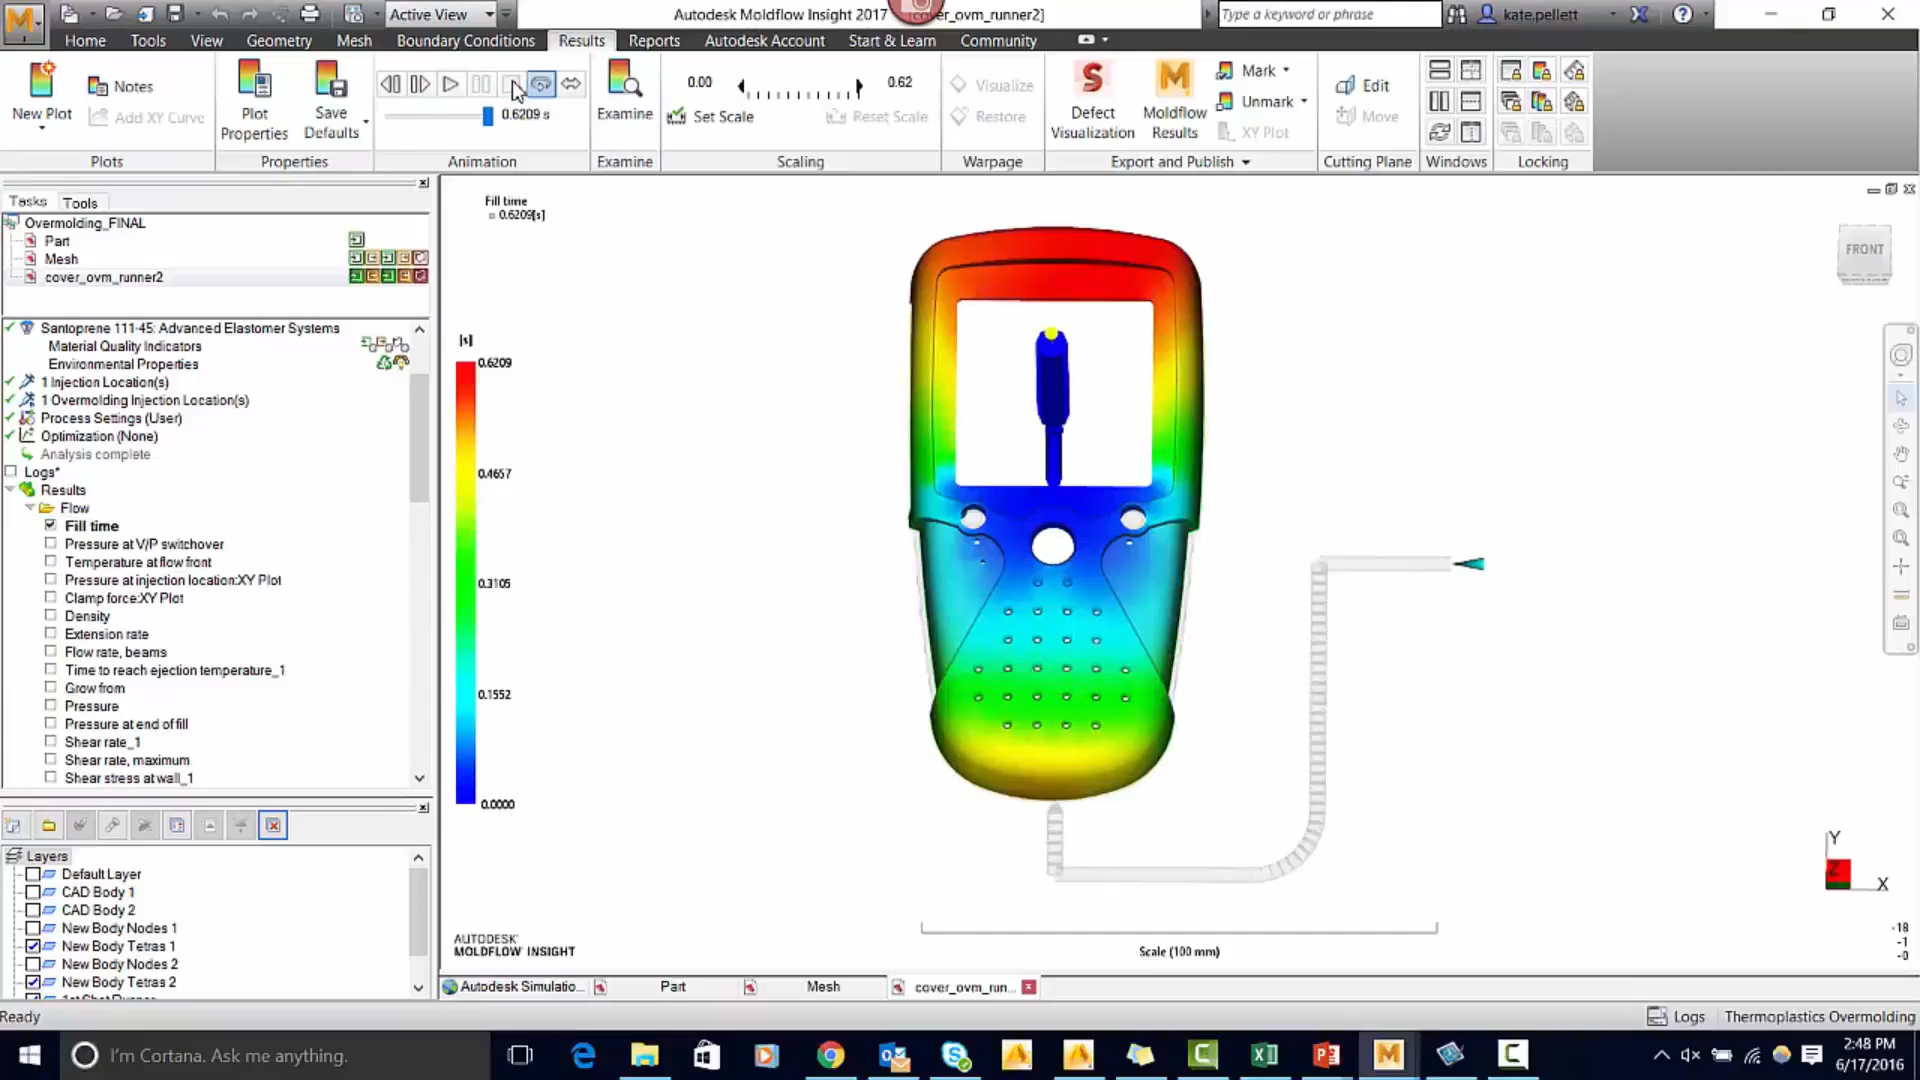 Active View
Autodesk Moldflow Insight 2017
cover_ovm_runner2]
Type a keyword or phrase
kate.pellett
Home
Tools
View
Geometry
Mesh
Boundary Conditions
Results
Reports
Autodesk Account
Start & Learn
Community
New Plot
Notes
Add XY Curve
Plots
Plot
Properties
Save
Defaults
Properties
0.6209 s
Animation
Examine
Examine
0.00
0.62
Set Scale
Reset Scale
Scaling
Visualize
Restore
Warpage
Defect
Visualization
Moldflow
Results
Mark
Unmark
XY Plot
Export and Publish
Edit
Move
Cutting Plane
Windows
Locking
Tasks
Tools
Overmolding_FINAL
Part
Mesh
cover_ovm_runner2
Santoprene 111-45: Advanced Elastomer Systems
Material Quality Indicators
Environmental Properties
1 Injection Location(s)
1 Overmolding Injection Location(s)
Process Settings (User)
Optimization (None)
Analysis complete
Logs*
Results
Flow
Fill time
Pressure at V/P switchover
Temperature at flow front
Pressure at injection location:XY Plot
Clamp force:XY Plot
Density
Extension rate
Flow rate, beams
Time to reach ejection temperature_1
Grow from
Pressure
Pressure at end of fill
Shear rate_1
Shear rate, maximum
Shear stress at wall_1
Layers
Default Layer
CAD Body 1
CAD Body 2
New Body Nodes 1
New Body Tetras 1
New Body Nodes 2
New Body Tetras 2
Fill time
= 0.6209[s]
[s]
0.6209
0.4657
0.3105
0.1552
0.0000
FRONT
Y
Z
X
-18
-1
-0
AUTODESK
MOLDFLOW INSIGHT
Scale (100 mm)
Autodesk Simulatio...
Part
Mesh
cover_ovm_run...
Ready
Logs
Thermoplastics Overmolding
I'm Cortana. Ask me anything.
2:48 PM
6/17/2016